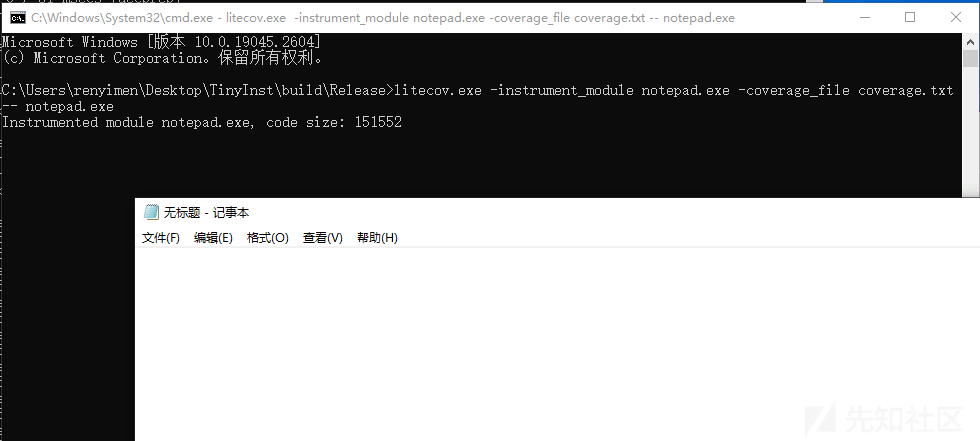 C:\Windows\System32\cmd.exe - litecov.exe -instrument_module notepad.exe -coverage_file coverage.txt -- notepad.exe
Microsoft Windows [版本 10.0.19045.2604]
(c) Microsoft Corporation。保留所有权利。
C:\Users\renyimen\Desktop\TinyInst\build\Release>litecov.exe -instrument_module notepad.exe -coverage_file coverage.txt
-- notepad.exe
Instrumented module notepad.exe, code size: 151552
无标题 - 记事本
文件(F) 编辑(E) 格式(O) 查看(V) 帮助(H)
先知社区